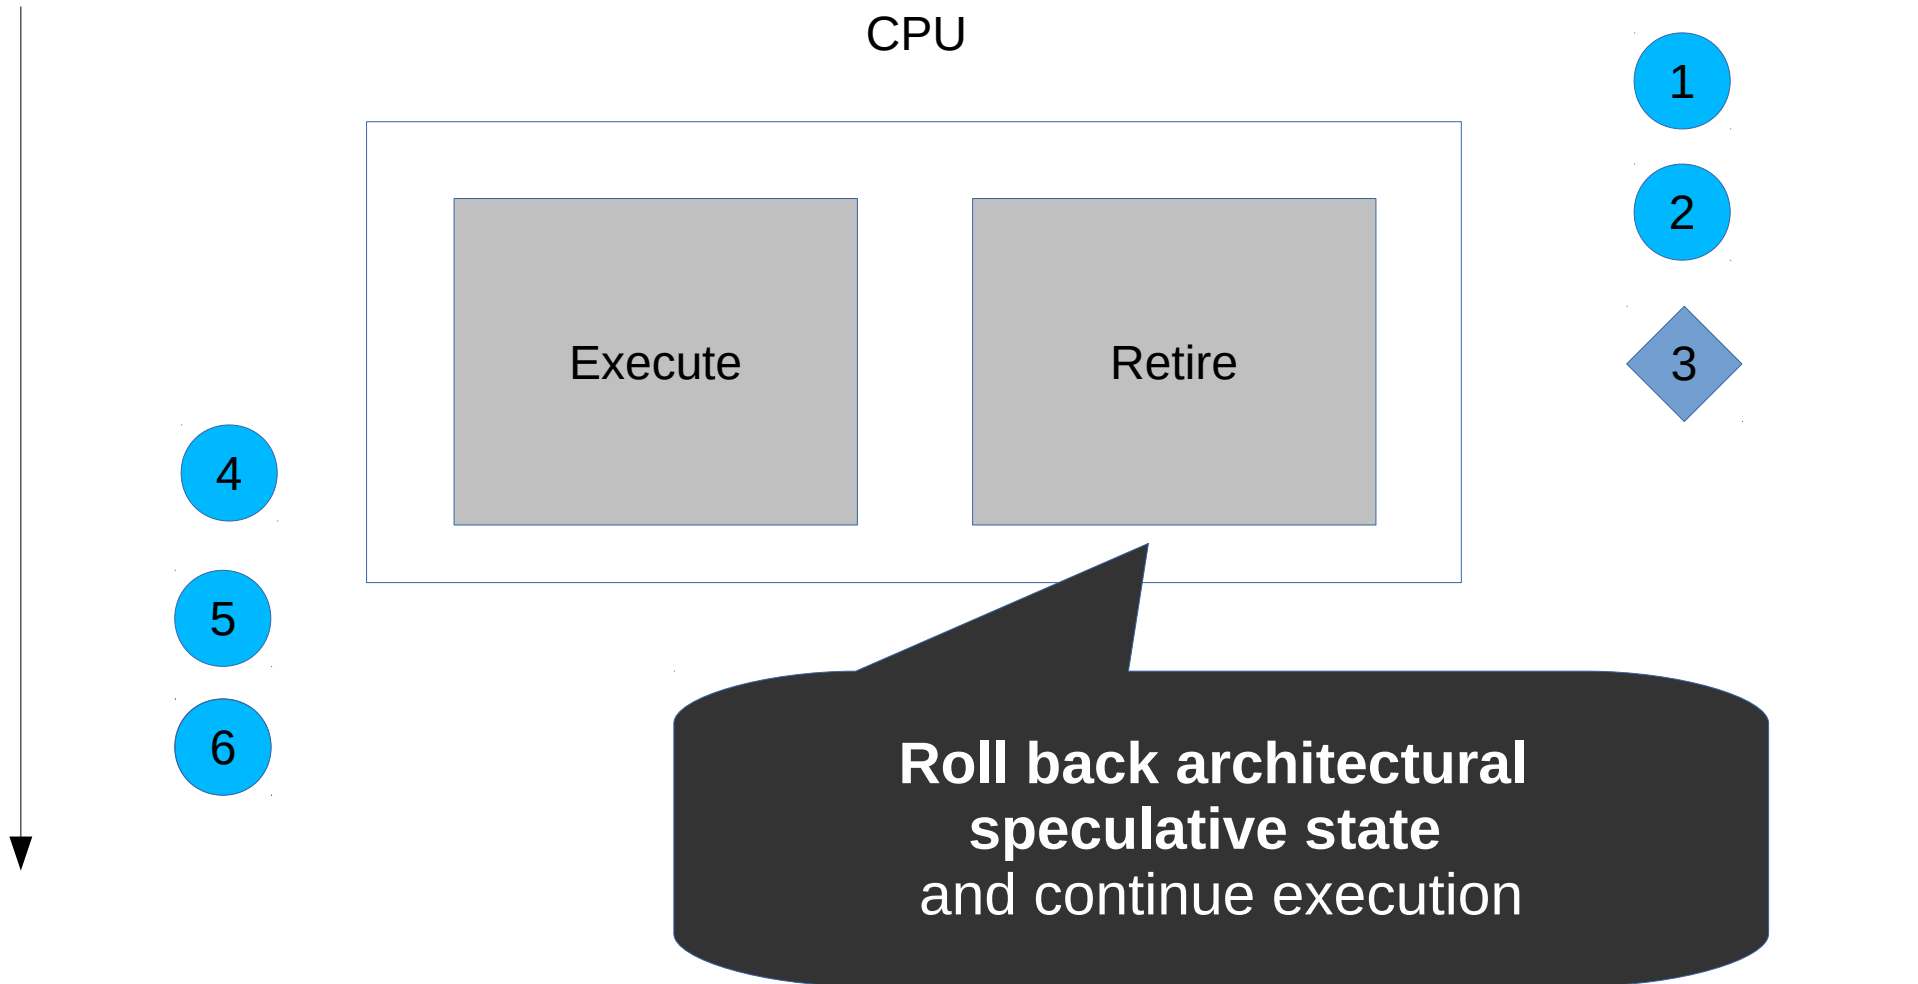 CPU
1
2
3
Execute
Retire
4
5
6
Roll back architectural
speculative state
and continue execution